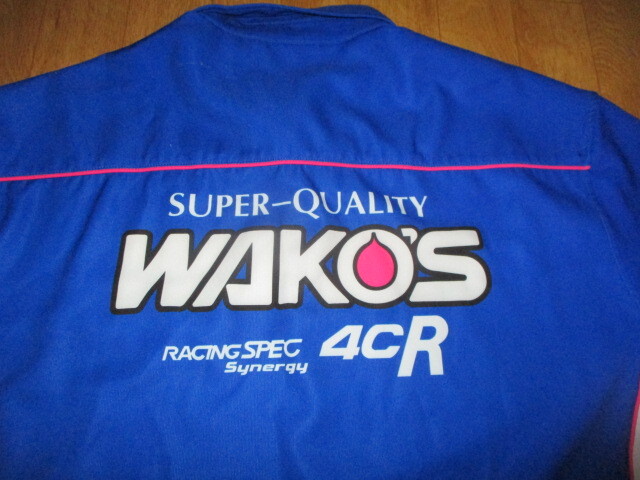 SUPER-QUALITY
WAKO'S
RACING SPEC 4CR
Synergy